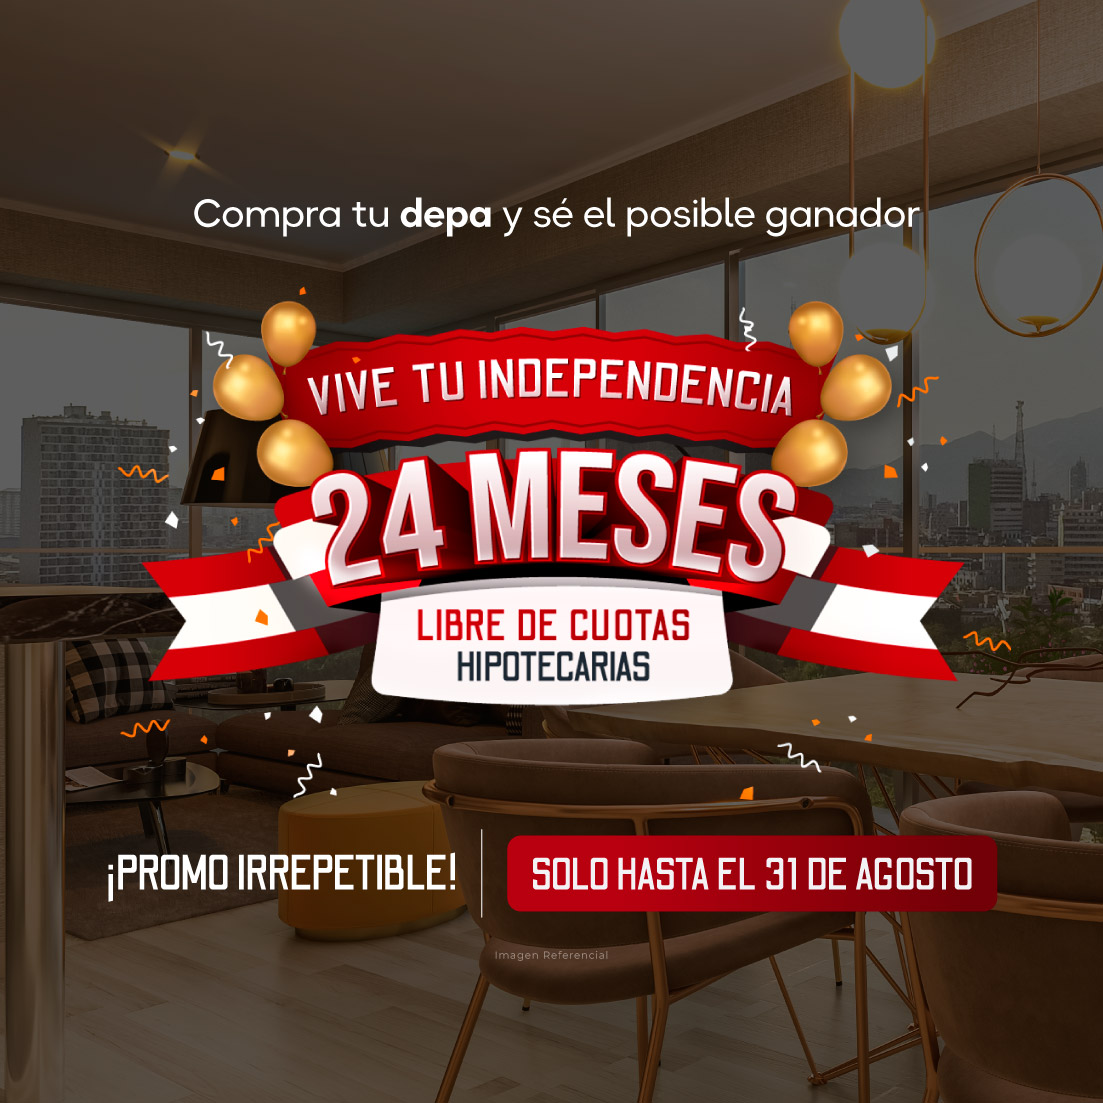 Compra tu depa y sé el posible ganador
VIVE TU INDEPENDENCIA
24 MESES
LIBRE DE CUOTAS
HIPOTECARIAS
¡PROMO IRREPETIBLE!
SOLO HASTA EL 31 DE AGOSTO
Imagen Referencial